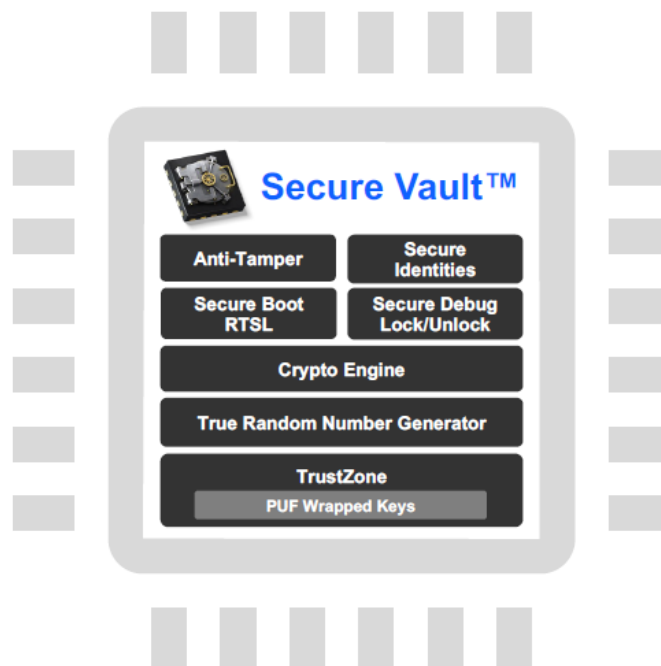 Secure Vault™
Anti-Tamper
Secure
Identities
Secure Boot
RTSL
Secure Debug
Lock/Unlock
Crypto Engine
True Random Number Generator
TrustZone
PUF Wrapped Keys